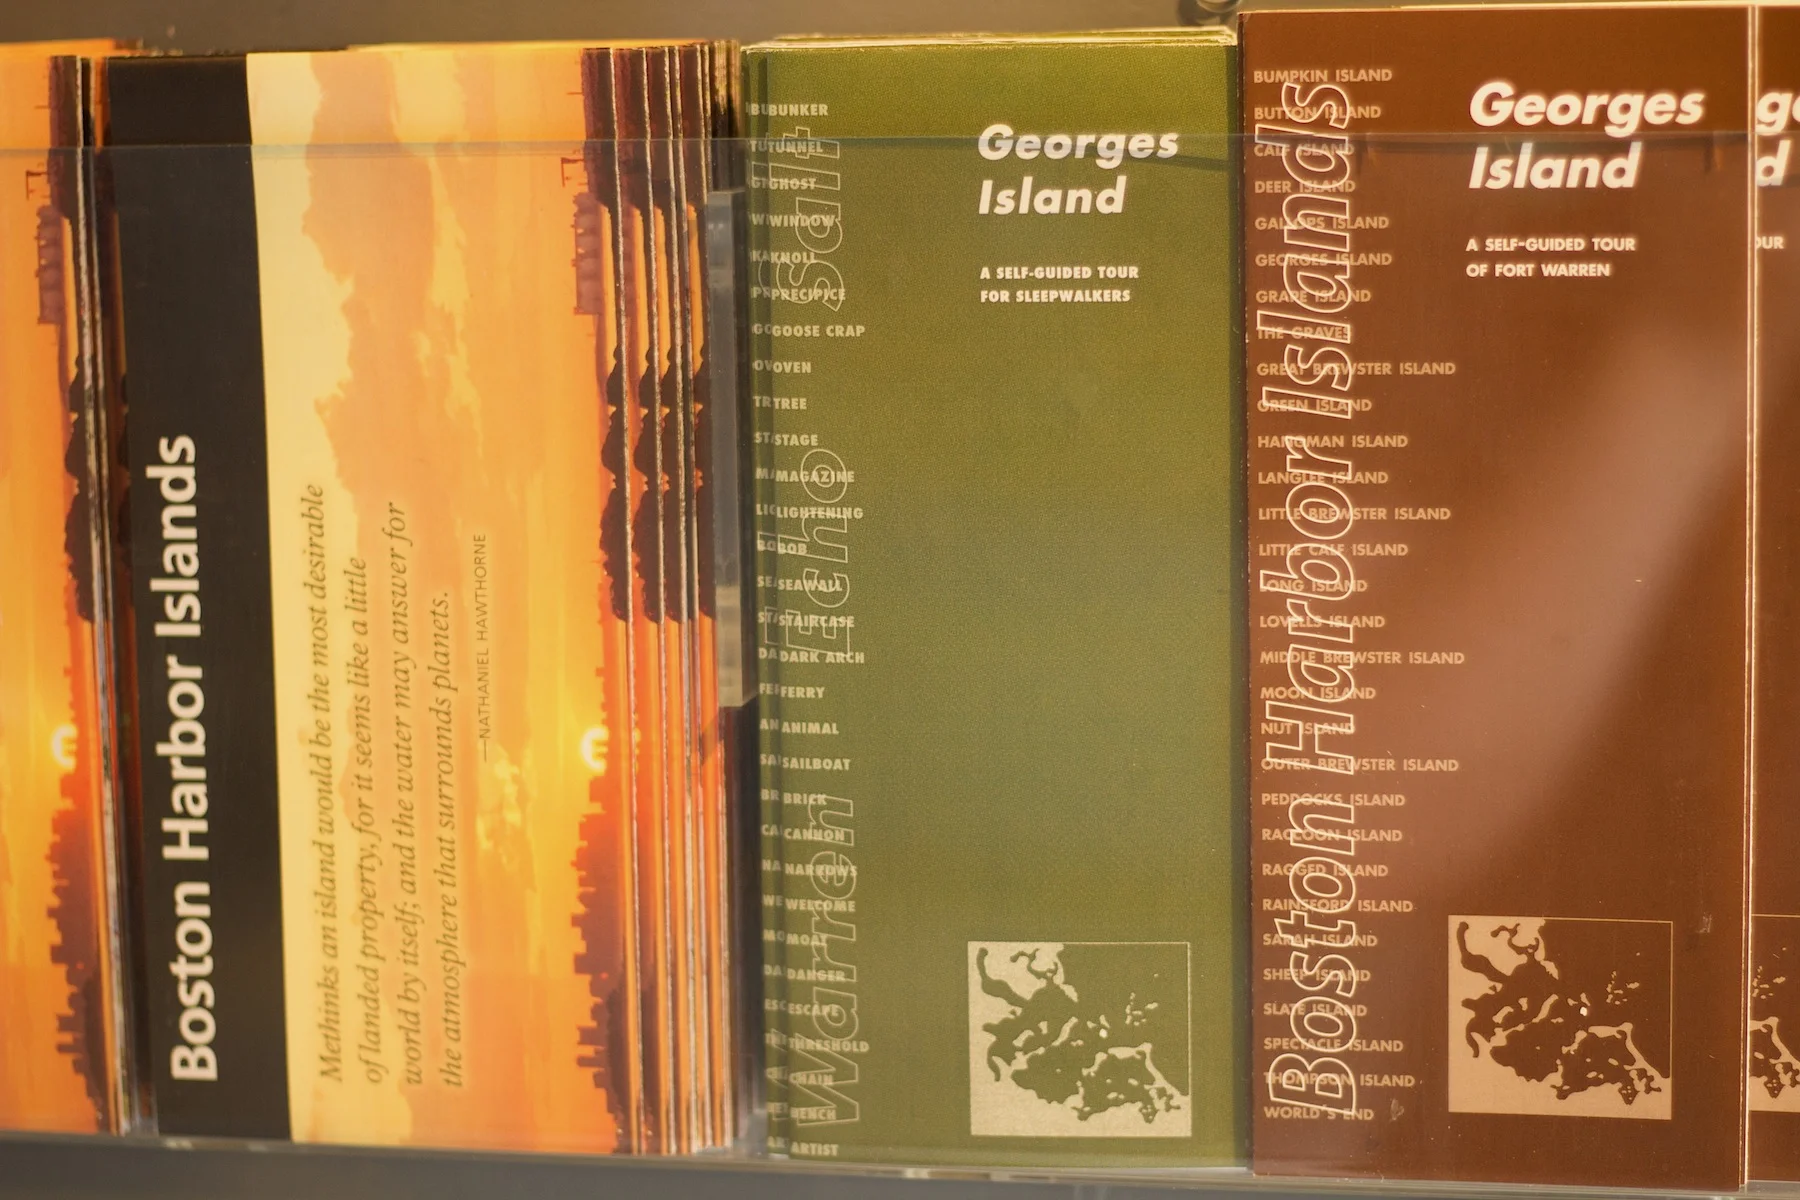 Boston Harbor Islands
Methinks an island would be the most desirable
of landed property, for it seems like a little
world by itself; and the water may answer for
the atmosphere that surrounds planets.
—NATHANIEL HAWTHORNE
BUNKER
TUNNEL
GHOST
WINDOW
KNOLL
PRECIPICE
GOOSE CRAP
OVEN
TREE
STAGE
MAGAZINE
LIGHTENING
BOB
SEAWALL
STAIRCASE
DARK ARCH
FERRY
ANIMAL
SAILBOAT
BRICK
CANNON
NARROWS
WELCOME
MOAT
DANGER
ESCAPE
THRESHOLD
CHAIN
BENCH
ARTIST
Warren Echo Salt
Georges
Island
A SELF-GUIDED TOUR
FOR SLEEPWALKERS
BUMPKIN ISLAND
BUTTON ISLAND
CALF ISLAND
DEER ISLAND
GALLOPS ISLAND
GEORGES ISLAND
GRAPE ISLAND
THE GRAVES
GREAT BREWSTER ISLAND
GREEN ISLAND
HANGMAN ISLAND
LANGLEE ISLAND
LITTLE BREWSTER ISLAND
LITTLE CALF ISLAND
LONG ISLAND
LOVELLS ISLAND
MIDDLE BREWSTER ISLAND
MOON ISLAND
NUT ISLAND
OUTER BREWSTER ISLAND
PEDDOCKS ISLAND
RACCOON ISLAND
RAGGED ISLAND
RAINSFORD ISLAND
SARAH ISLAND
SHEEP ISLAND
SLATE ISLAND
SPECTACLE ISLAND
THOMPSON ISLAND
WORLD'S END
Boston Harbor Islands
Georges
Island
A SELF-GUIDED TOUR
OF FORT WARREN